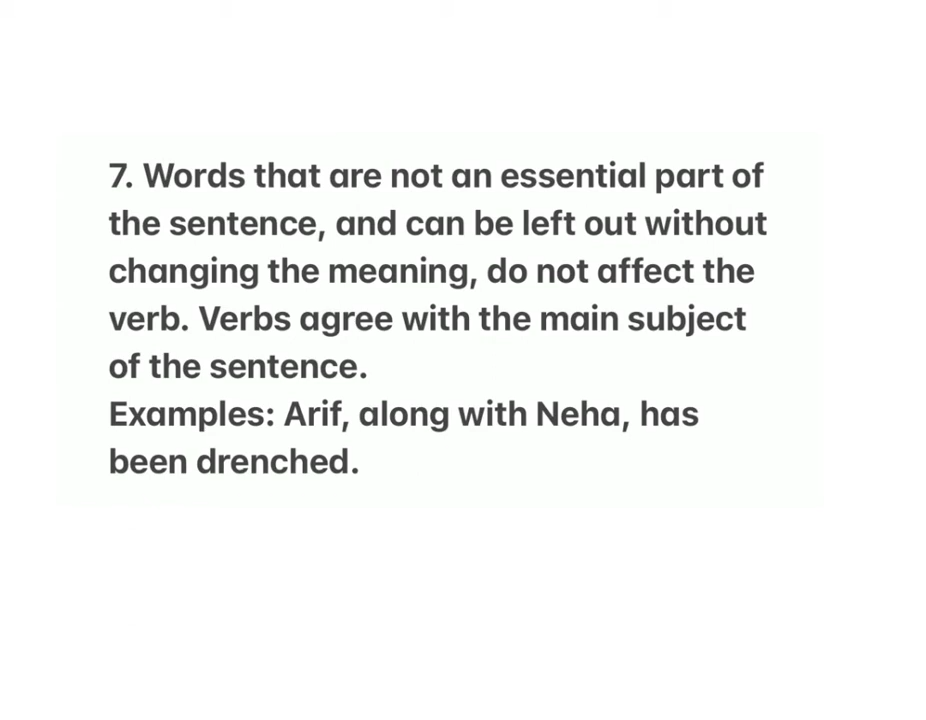 7. Words that are not an essential part of
the sentence, and can be left out without
changing the meaning, do not affect the
verb. Verbs agree with the main subject
of the sentence.
Examples: Arif, along with Neha, has
been drenched.